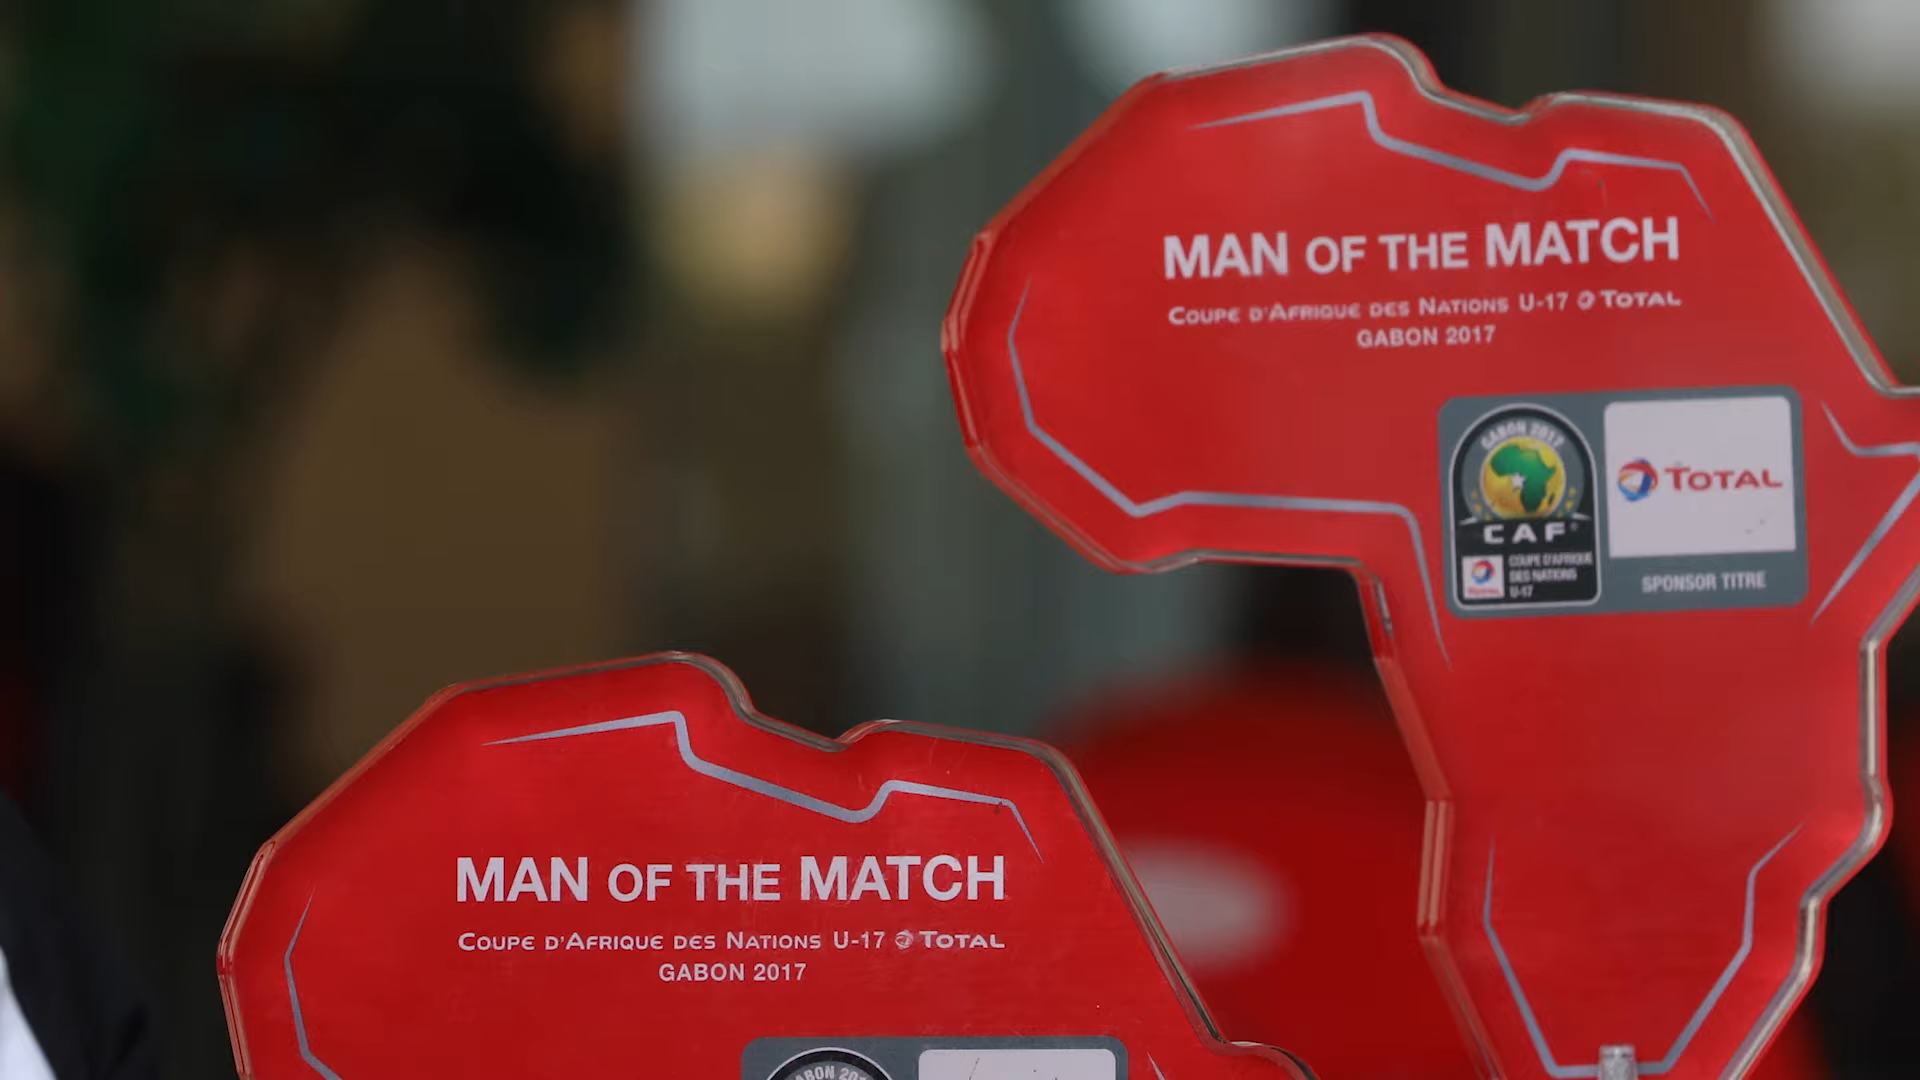 MAN OF THE MATCH
COUPE D'AFRIQUE DES NATIONS U-17 TOTAL
GABON 2017
GABON 2017
CAF
COUPE D'AFRIQUE
DES NATIONS
U-17
TOTAL
TOTAL
SPONSOR TITRE
MAN OF THE MATCH
COUPE D'AFRIQUE DES NATIONS U-17 TOTAL
GABON 2017